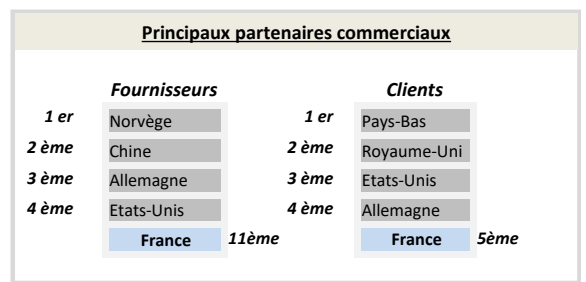 Principaux partenaires commerciaux
Fournisseurs Clients
1 er Norvège 1 er Pays-Bas
2 ème Chine 2 ème Royaume-Uni
3 ème Allemagne 3 ème Etats-Unis
4 ème Etats-Unis 4 ème Allemagne
France 11ème France 5ème